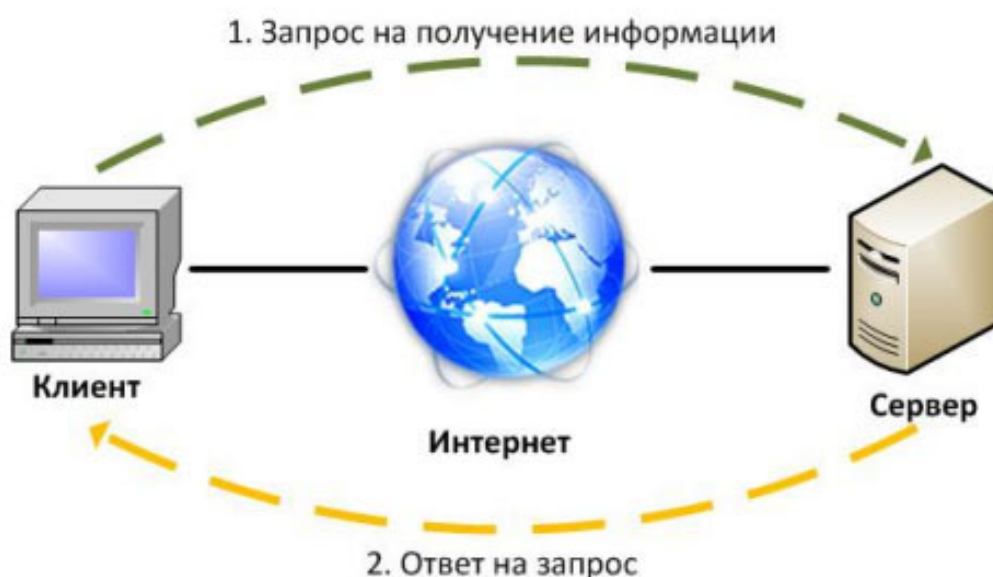 1. Запрос на получение информации
Клиент
Интернет
Сервер
2. Ответ на запрос